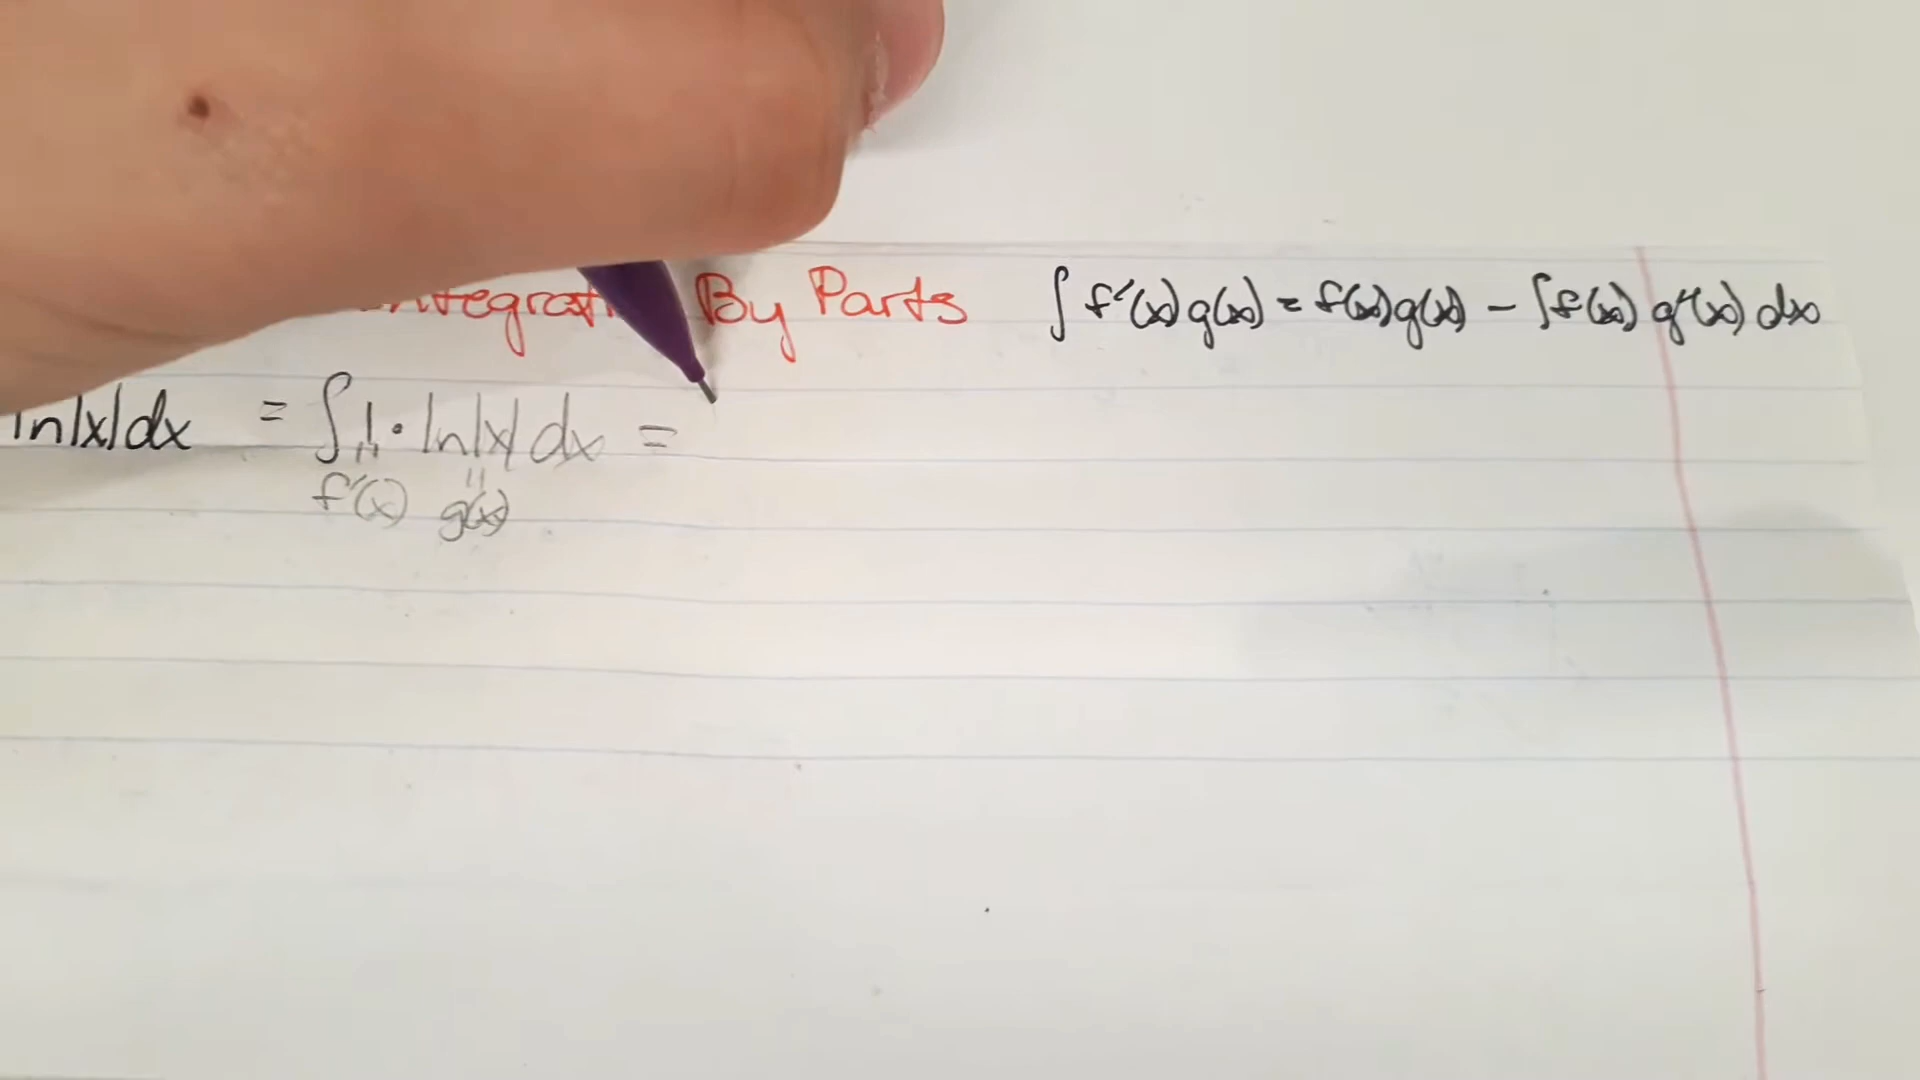 By Parts ∫ f'(x) g(x) = f(x) g(x) - ∫ f(x) g'(x) dx
ln|x| dx = ∫ 1 · ln|x| dx =
f'(x) g(x)